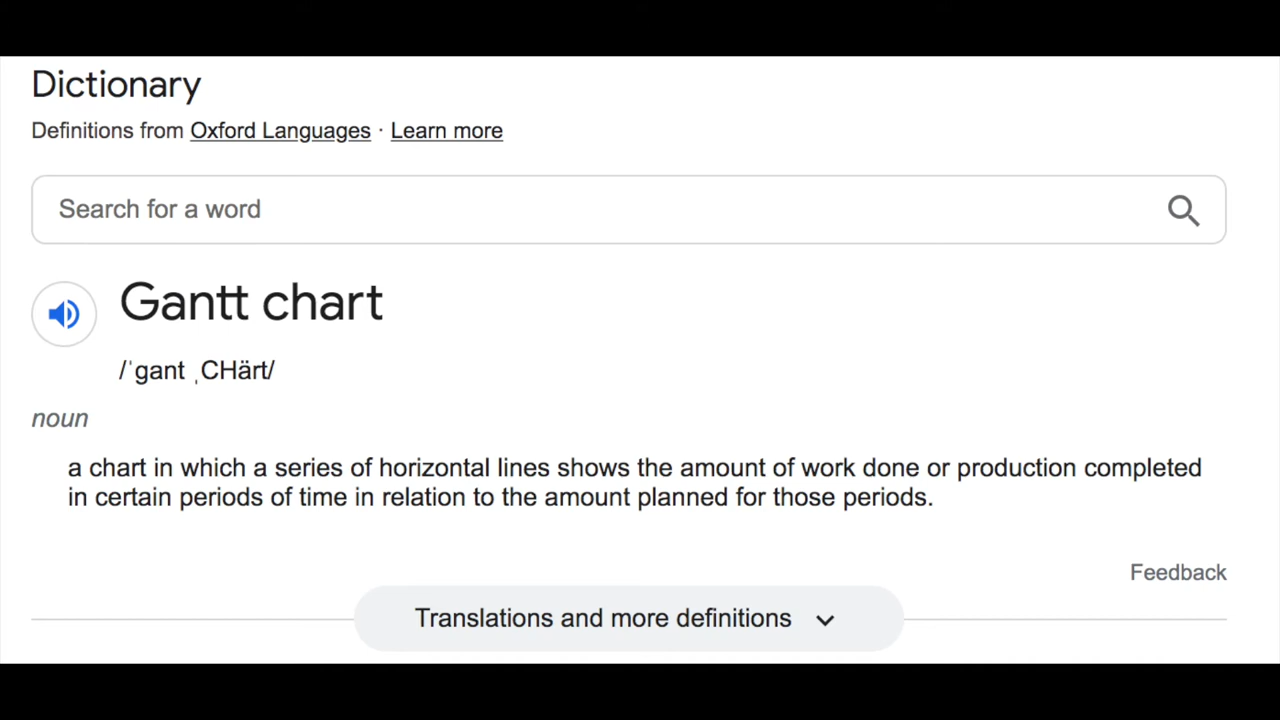 Dictionary
Definitions from Oxford Languages · Learn more
Search for a word
Gantt chart
/ˈgant ˌCHärt/
noun
a chart in which a series of horizontal lines shows the amount of work done or production completed
in certain periods of time in relation to the amount planned for those periods.
Feedback
Translations and more definitions